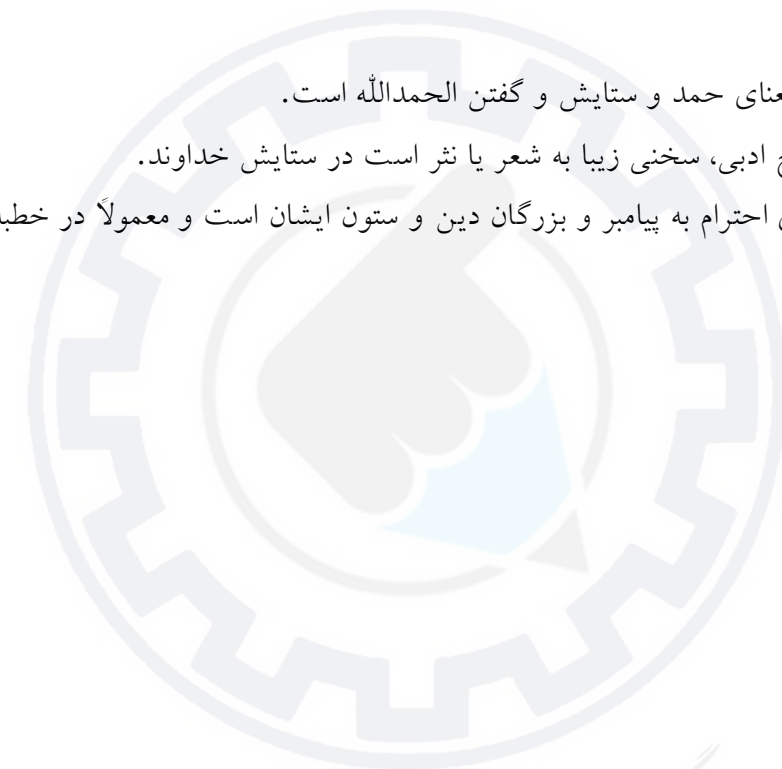 عنای حمد و ستایش و گفتن الحمدالله است.
ادبی، سخنی زیبا به شعر یا نثر است در ستایش خداوند.
احترام به پیامبر و بزرگان دین و ستون ایشان است و معمولاً در خطب